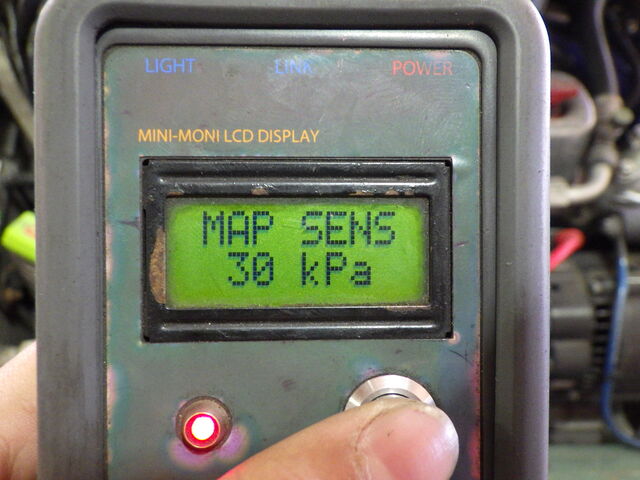 LIGHT LINK POWER
MINI-MONI LCD DISPLAY
MAP SENS
30 kPa